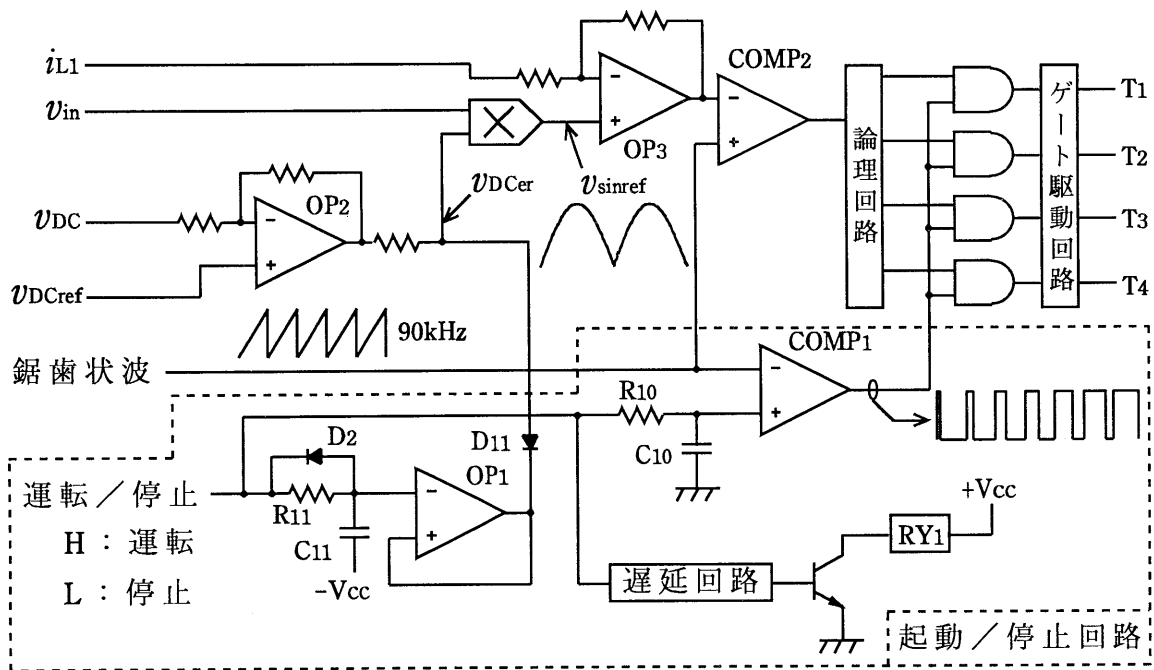 iL1
COMP2
T1
vin
OP3
論理回路
ゲート駆動回路
T2
vDCer
vsinref
OP2
vDC
T3
vDCref
T4
90kHz
COMP1
鋸歯状波
R10
D2
D11
C10
OP1
運転／停止
R11
+Vcc
H：運転
C11
RY1
L：停止
−Vcc
遅延回路
起動／停止回路